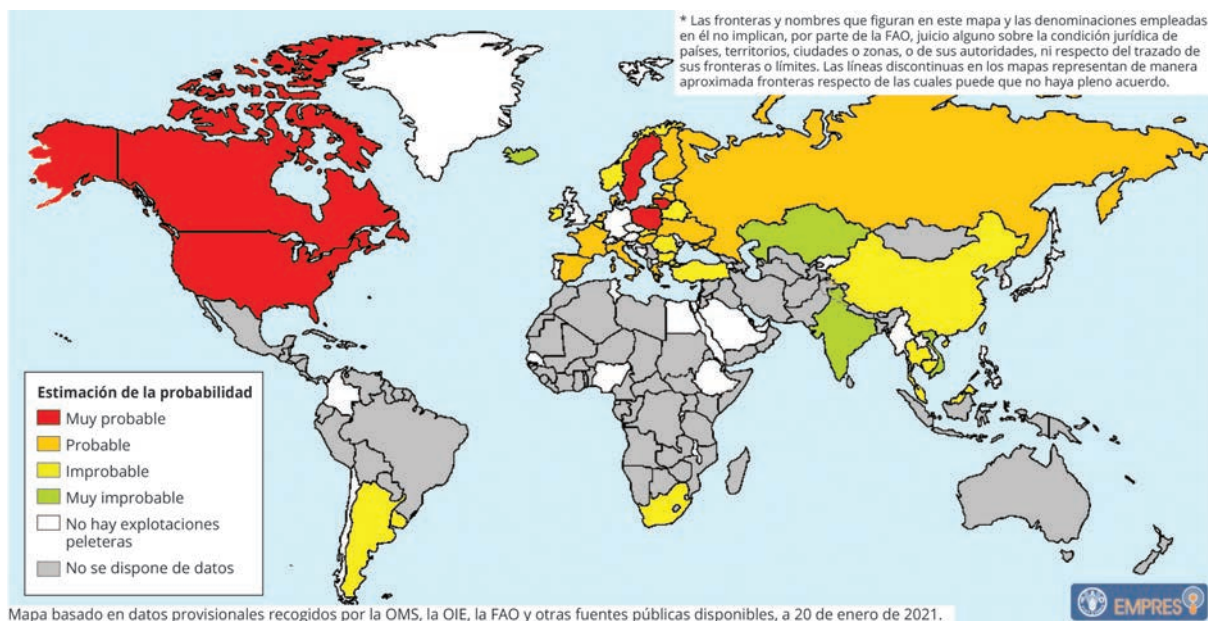 * Las fronteras y nombres que figuran en este mapa y las denominaciones empleadas
en él no implican, por parte de la FAO, juicio alguno sobre la condición jurídica de
países, territorios, ciudades o zonas, o de sus autoridades, ni respecto del trazado de
sus fronteras o límites. Las líneas discontinuas en los mapas representan de manera
aproximada fronteras respecto de las cuales puede que no haya pleno acuerdo.
Estimación de la probabilidad
Muy probable
Probable
Improbable
Muy improbable
No hay explotaciones
peleteras
No se dispone de datos
EMPRES
Mapa basado en datos provisionales recogidos por la OMS, la OIE, la FAO y otras fuentes públicas disponibles, a 20 de enero de 2021.